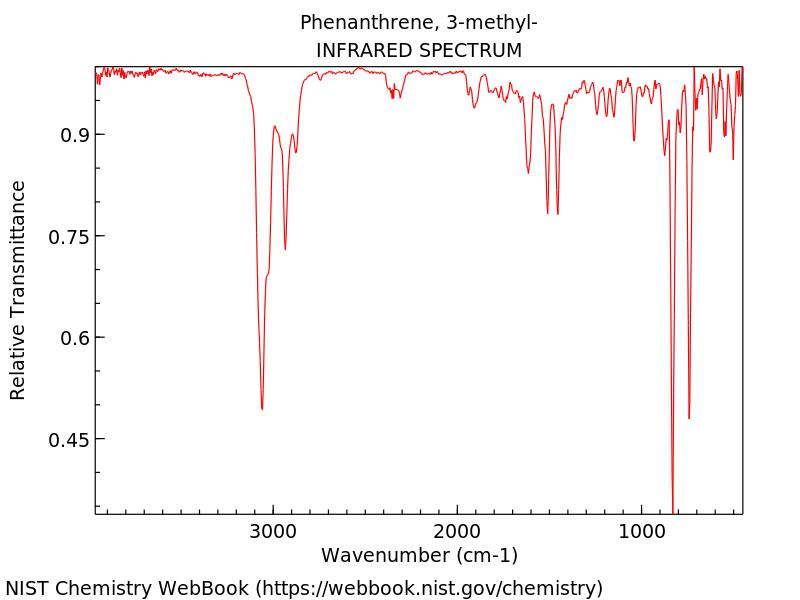 Phenanthrene, 3-methyl-
INFRARED SPECTRUM
0.9
0.75
0.6
0.45
Relative Transmittance
3000 2000 1000
Wavenumber (cm-1)
NIST Chemistry WebBook (https://webbook.nist.gov/chemistry)